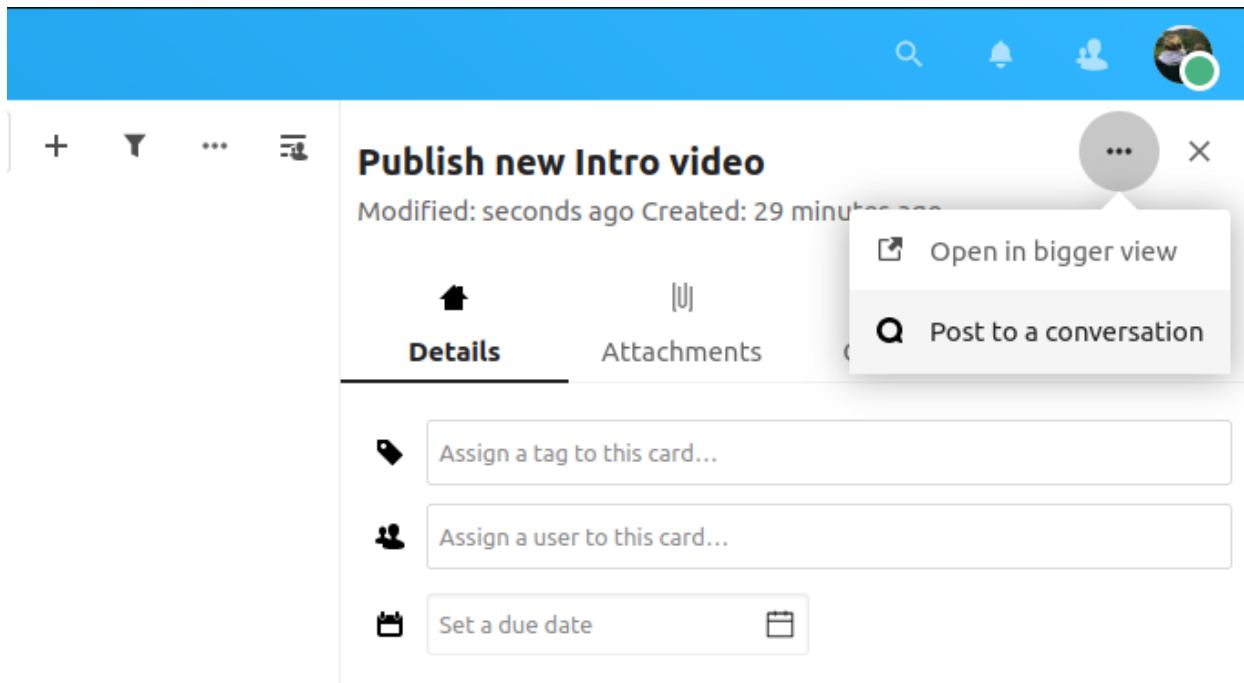 Publish new Intro video
Modified: seconds ago Created: 29 minutes ago
Open in bigger view
Post to a conversation
Details
Attachments
Assign a tag to this card...
Assign a user to this card...
Set a due date